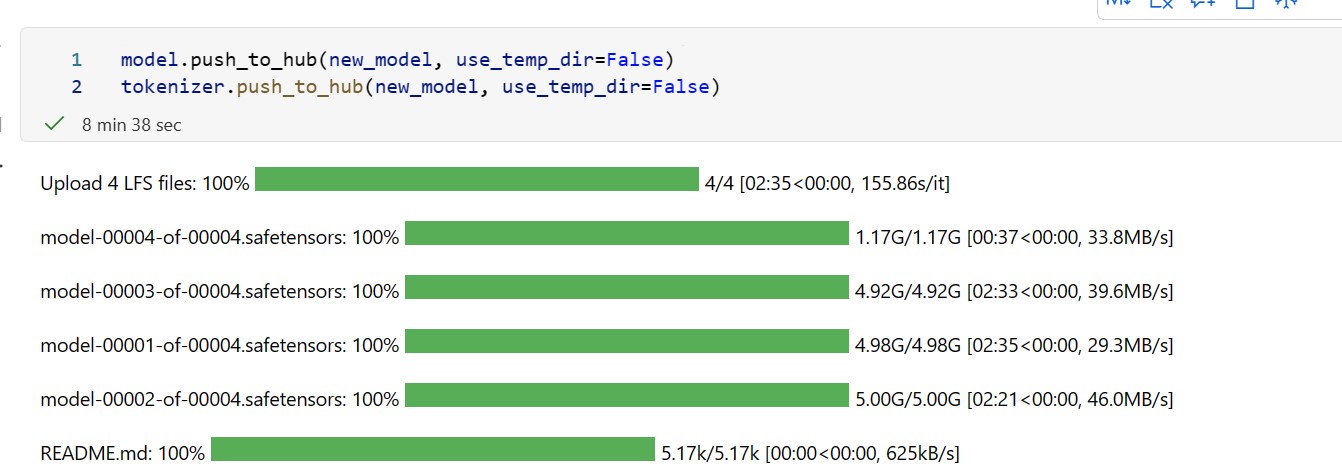 1 model.push_to_hub(new_model, use_temp_dir=False)
2 tokenizer.push_to_hub(new_model, use_temp_dir=False)
8 min 38 sec
Upload 4 LFS files: 100% 4/4 [02:35<00:00, 155.86s/it]
model-00004-of-00004.safetensors: 100% 1.17G/1.17G [00:37<00:00, 33.8MB/s]
model-00003-of-00004.safetensors: 100% 4.92G/4.92G [02:33<00:00, 39.6MB/s]
model-00001-of-00004.safetensors: 100% 4.98G/4.98G [02:35<00:00, 29.3MB/s]
model-00002-of-00004.safetensors: 100% 5.00G/5.00G [02:21<00:00, 46.0MB/s]
README.md: 100% 5.17k/5.17k [00:00<00:00, 625kB/s]